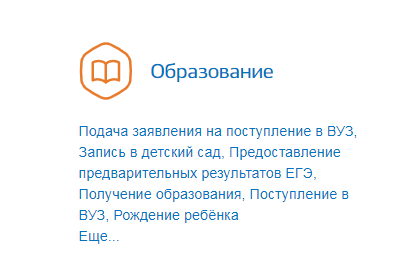 Образование
Подача заявления на поступление в ВУЗ,
Запись в детский сад, Предоставление
предварительных результатов ЕГЭ,
Получение образования, Поступление в
ВУЗ, Рождение ребёнка
Еще...